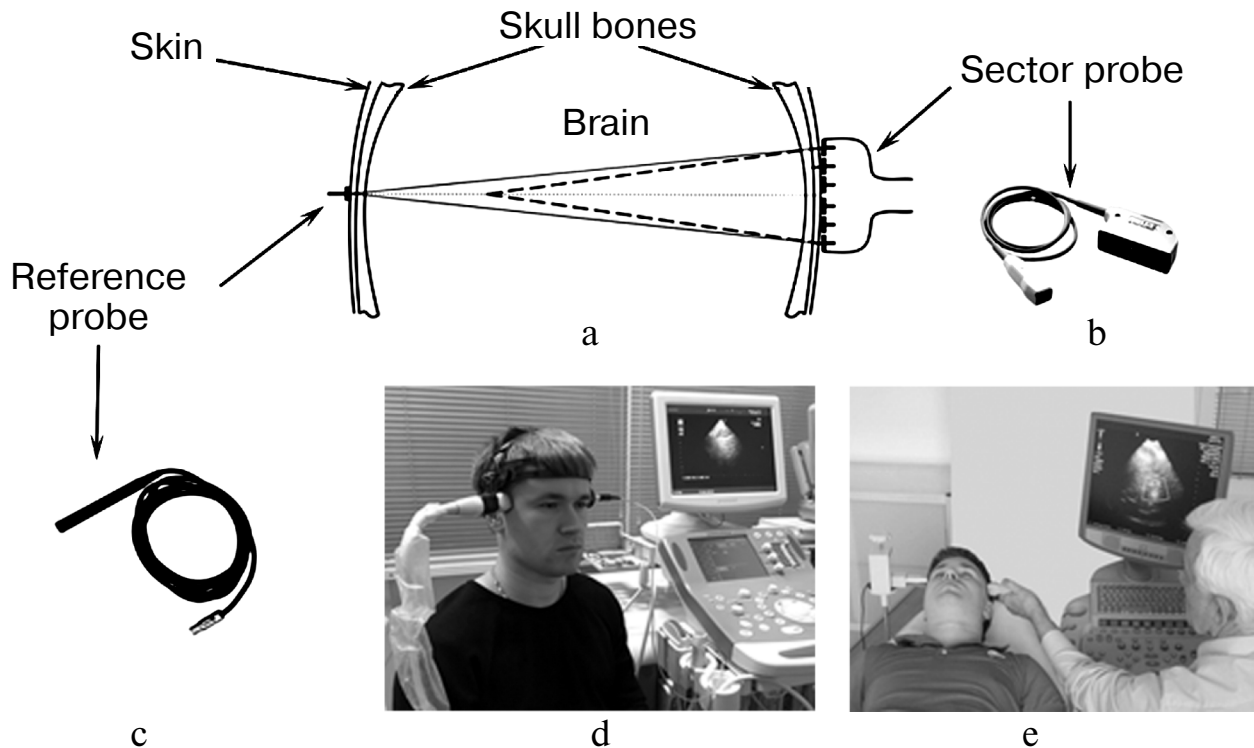 Skin
Skull bones
Sector probe
Brain
Reference
probe
a
b
c
d
e